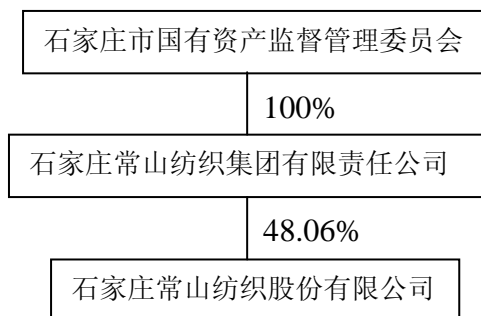 石家庄市国有资产监督管理委员会
100%
石家庄常山纺织集团有限责任公司
48.06%
石家庄常山纺织股份有限公司